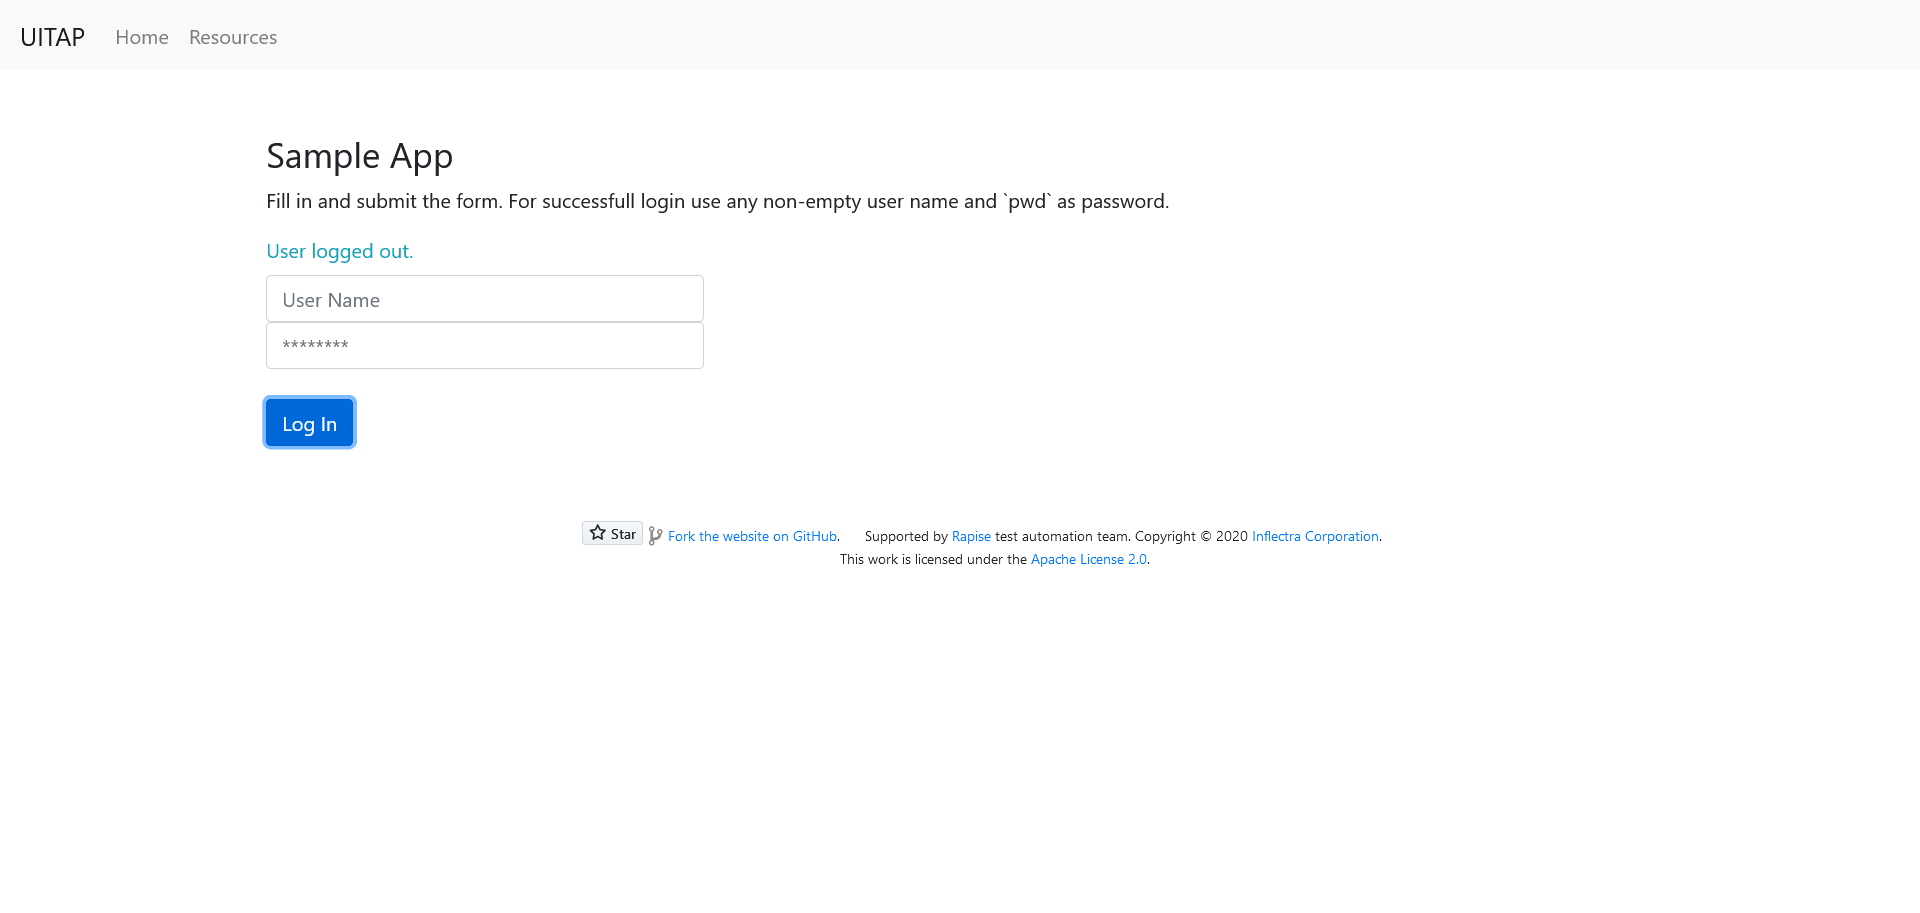 UITAP Home Resources
Sample App
Fill in and submit the form. For successfull login use any non-empty user name and `pwd` as password.
User logged out.
User Name
********
Log In
Star Fork the website on GitHub. Supported by Rapise test automation team. Copyright © 2020 Inflectra Corporation.
This work is licensed under the Apache License 2.0.